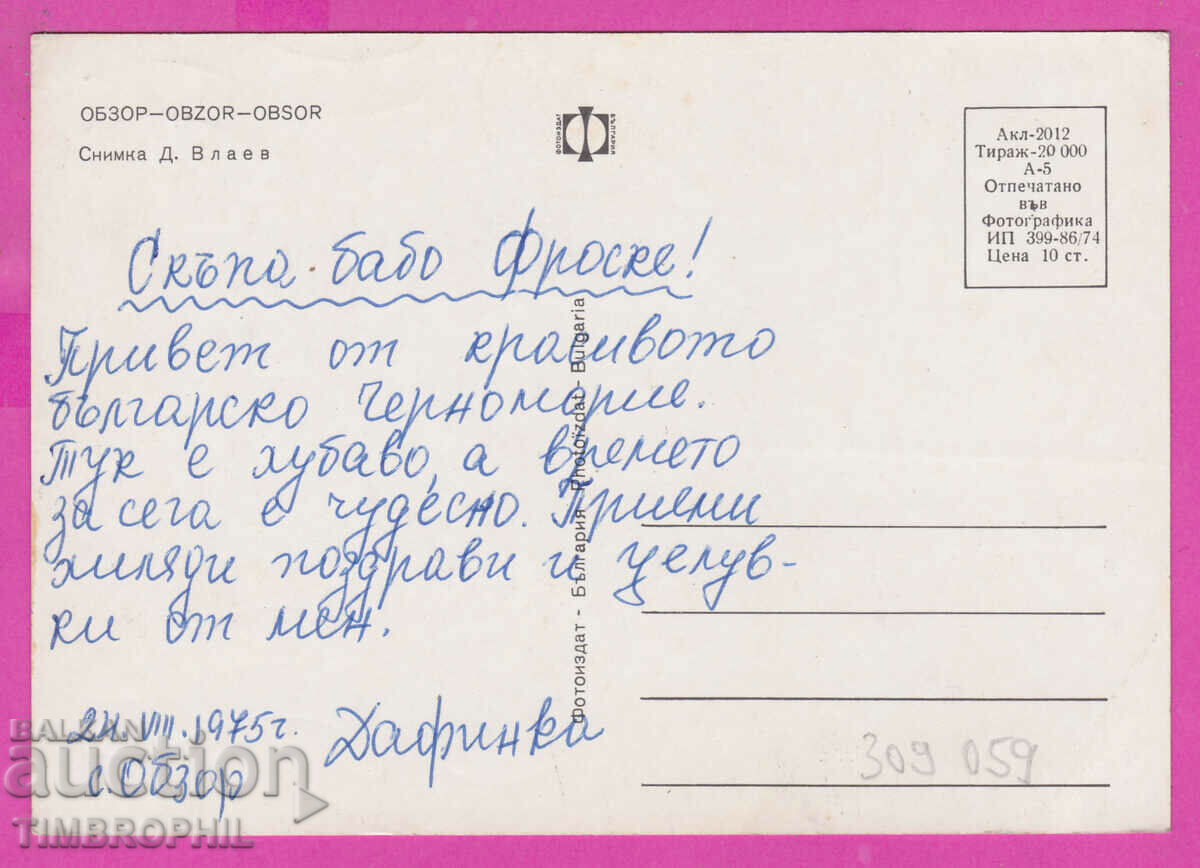 ОБЗОР—OBZOR—OBSOR
Снимка Д. Влаев
ФОТОИЗДАТ
БЪЛГАРИЯ
Акл-2012
Тираж-20 000
А-5
Отпечатано
във
Фотографика
ИП 399-86/74
Цена 10 ст.
Скъпа бабо Фроске!
Привет от красивото
българско Черноморие.
Тук е хубаво, а времето
за сега е чудесно. Приеми
хиляди поздрави и целув-
ки от мен.
24.VIII.1975г. Дафинка
с. Обзор
Фотоиздат - България Photoizdat - Bulgaria
309 059
BALKAN
auction
TIMBROPHIL